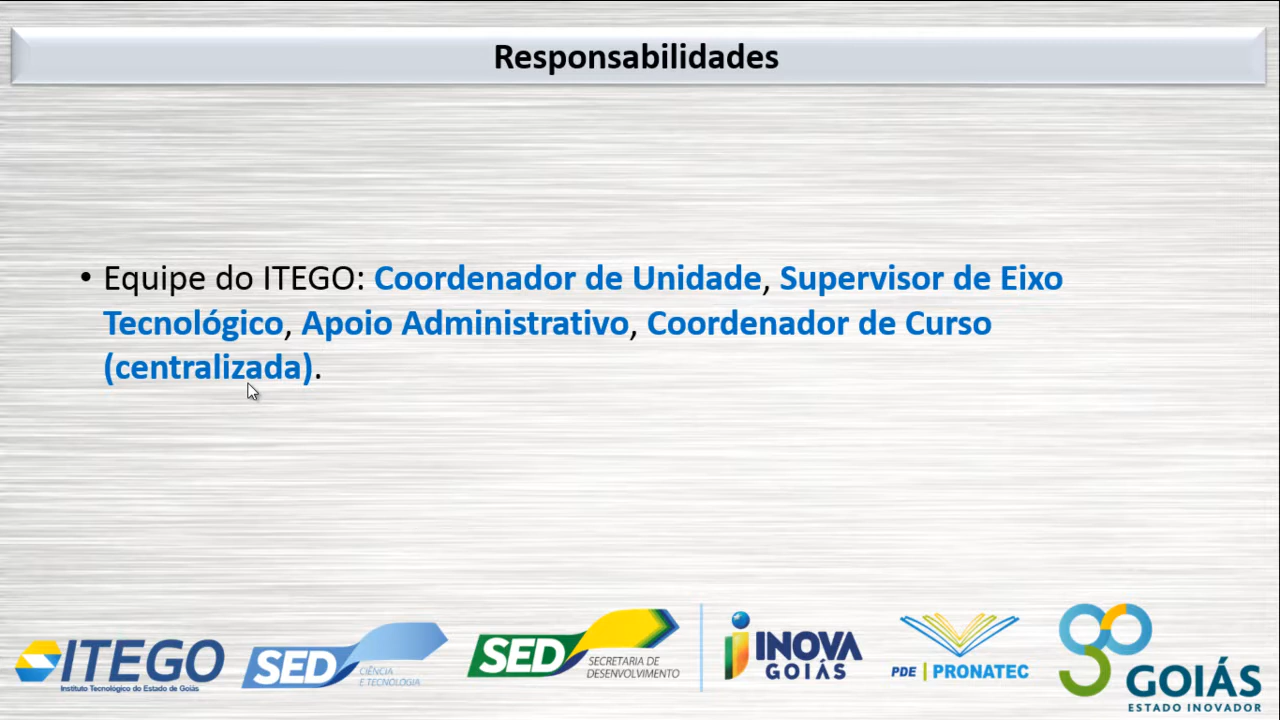 Responsabilidades
• Equipe do ITEGO: Coordenador de Unidade, Supervisor de Eixo
Tecnológico, Apoio Administrativo, Coordenador de Curso
(centralizada).
ITEGO
Instituto Tecnológico do Estado de Goiás
SED
CIÊNCIA
E TECNOLOGIA
SED
SECRETARIA DE
DESENVOLVIMENTO
INOVA
GOIÁS
PDE | PRONATEC
GOIÁS
ESTADO INOVADOR